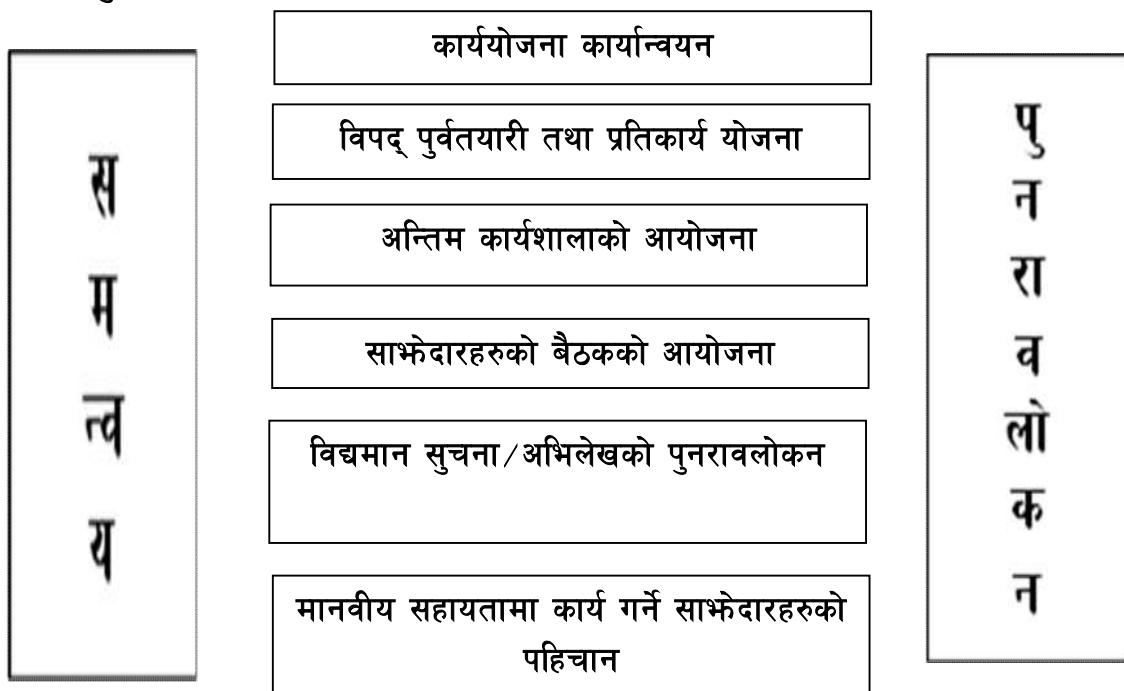 कार्ययोजना कार्यान्वयन
विपद् पुर्वतयारी तथा प्रतिकार्य योजना
अन्तिम कार्यशालाको आयोजना
साझेदारहरुको बैठकको आयोजना
विद्यमान सुचना/अभिलेखको पुनरावलोकन
मानवीय सहायतामा कार्य गर्ने साझेदारहरुको
पहिचान
स
म
न्व
य
पु
न
रा
व
लो
क
न